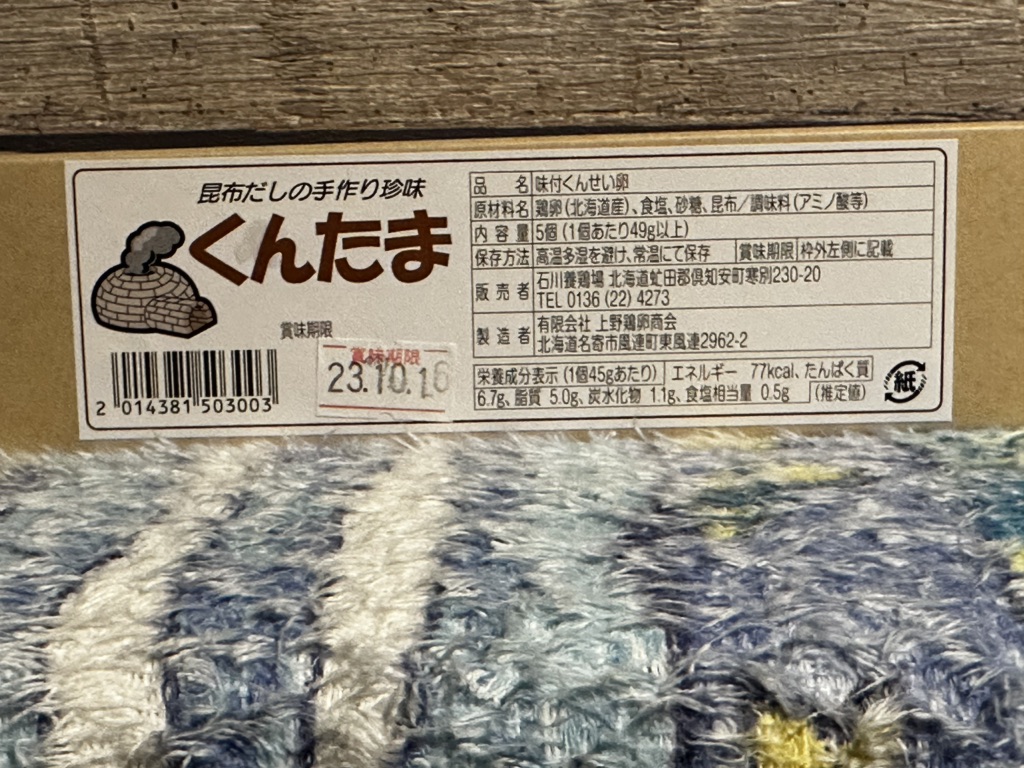 昆布だしの手作り珍味
くんたま
賞味期限
賞味期限
23.10.16
2 014381 503003
品名 味付くんせい卵
原材料名 鶏卵(北海道産)、食塩、砂糖、昆布/調味料(アミノ酸等)
内容量 5個(1個あたり49g以上)
保存方法 高温多湿を避け、常温にて保存 賞味期限 枠外左側に記載
販売者 石川養鶏場 北海道虻田郡倶知安町寒別230-20
TEL 0136 (22) 4273
製造者 有限会社 上野鶏卵商会
北海道名寄市風連町東風連2962-2
栄養成分表示(1個45gあたり) エネルギー 77kcal、たんぱく質
6.7g、脂質 5.0g、炭水化物 1.1g、食塩相当量 0.5g (推定値)
紙